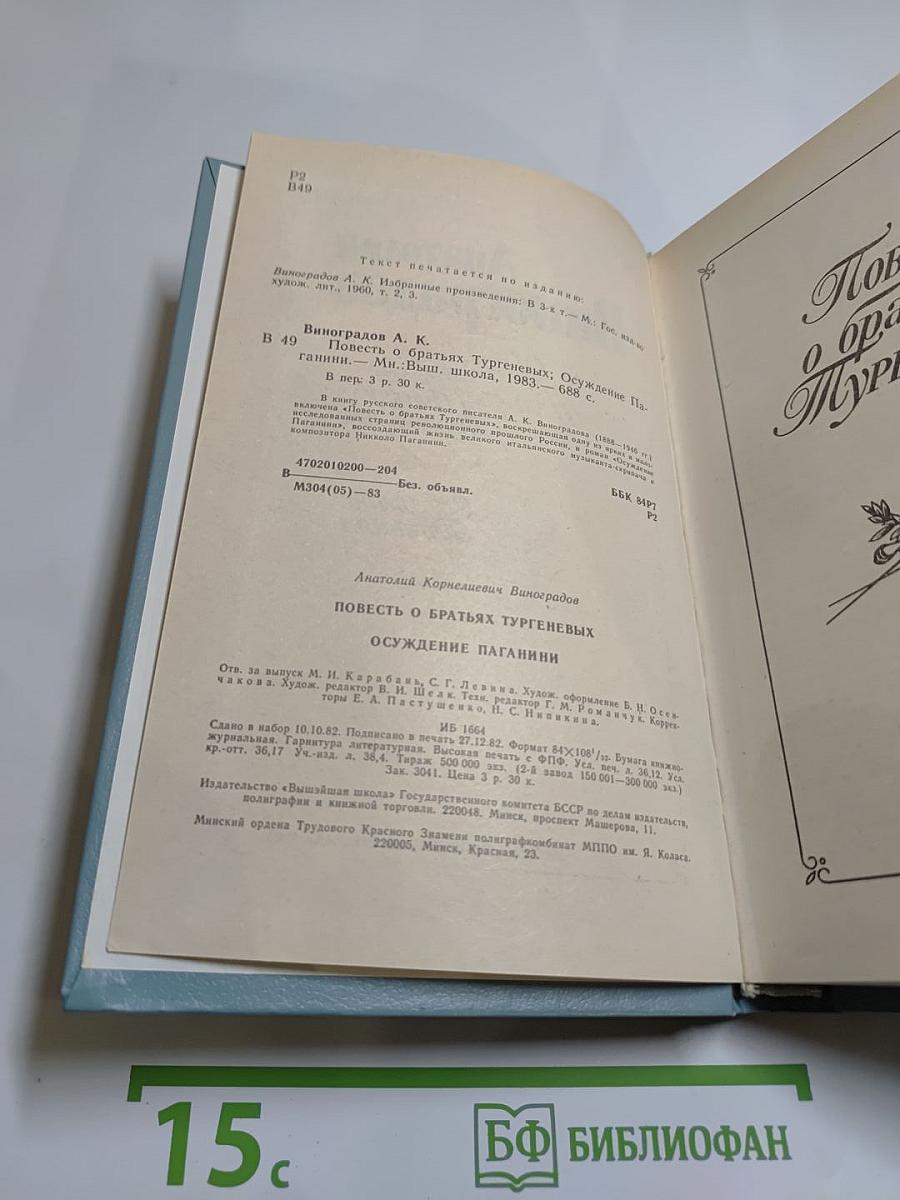 Р2
В49
Текст печатается по изданию:
Виноградов А. К. Избранные произведения: В 3-х т.— М.: Гос. изд-во
худож. лит., 1960, т. 2, 3.
Виноградов А. К.
В 49 Повесть о братьях Тургеневых; Осуждение Па-
ганини.— Мн.:Выш. школа, 1983.— 688 с.
В пер: 3 р. 30 к.
В книгу русского советского писателя А. К. Виноградова (1888—1946 гг.)
включена «Повесть о братьях Тургеневых», воскрешающая одну из ярких и мало-
исследованных страниц революционного прошлого России, и роман «Осуждение
Паганини», воссоздающий жизнь великого итальянского музыканта-скрипача и
композитора Никколо Паганини.
4702010200—204
В Без. объявл.
М304(05)—83
ББК 84Р7
Р2
Анатолий Корнелиевич Виноградов
ПОВЕСТЬ О БРАТЬЯХ ТУРГЕНЕВЫХ
ОСУЖДЕНИЕ ПАГАНИНИ
Отв. за выпуск М. И. Карабань, С. Г. Левина. Худож. оформление Б. Н. Осен-
чакова. Худож. редактор В. И. Шелк. Техн. редактор Г. М. Романчук. Коррек-
торы Е. А. Пастушенко, Н. С. Нипикина.
ИБ 1664
Сдано в набор 10.10.82. Подписано в печать 27.12.82. Формат 84×108¹/₃₂. Бумага книжно-
журнальная. Гарнитура литературная. Высокая печать с ФПФ. Усл. печ. л. 36,12. Усл.
кр.-отт. 36,17 Уч.-изд. л. 38,4. Тираж 500 000 экз. (2-й завод 150 001—300 000 экз.)
Зак. 3041. Цена 3 р. 30 к.
Издательство «Вышэйшая школа» Государственного комитета БССР по делам издательств,
полиграфии и книжной торговли. 220048. Минск, проспект Машерова, 11.
Минский ордена Трудового Красного Знамени полиграфкомбинат МППО им. Я. Коласа.
220005, Минск, Красная, 23.
Пов
о бра
Тург
15 с
БФ БИБЛИОФАН